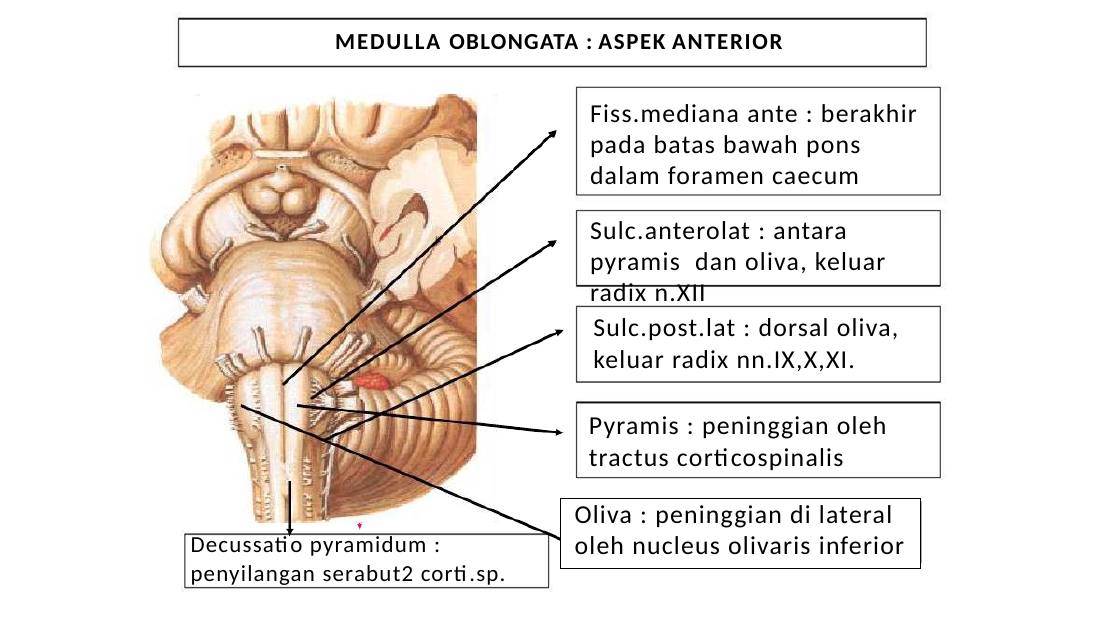 MEDULLA OBLONGATA : ASPEK ANTERIOR
Fiss.mediana ante : berakhir
pada batas bawah pons
dalam foramen caecum
Sulc.anterolat : antara
pyramis dan oliva, keluar
radix n.XII
Sulc.post.lat : dorsal oliva,
keluar radix nn.IX,X,XI.
Pyramis : peninggian oleh
tractus corticospinalis
Oliva : peninggian di lateral
oleh nucleus olivaris inferior
Decussatio pyramidum :
penyilangan serabut2 corti.sp.